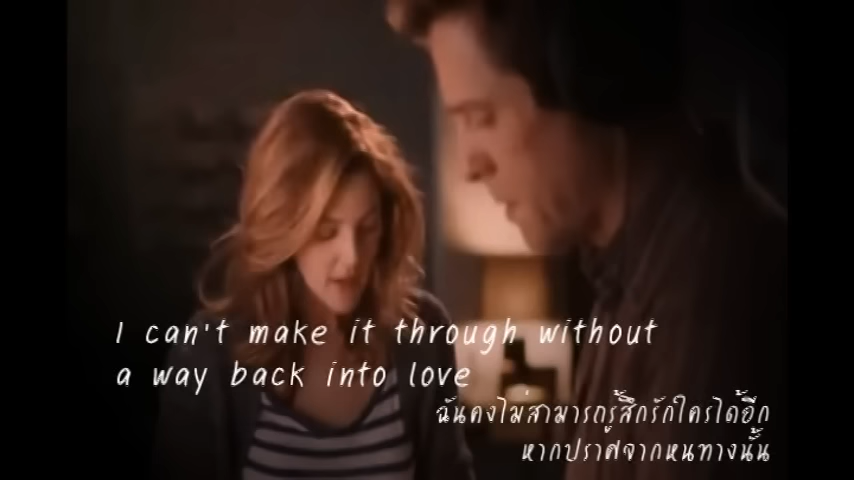 I can't make it through without
a way back into love
ฉันคงไม่สามารถรู้สึกรักใครได้อีก
หากปราศจากหนทางนั้น